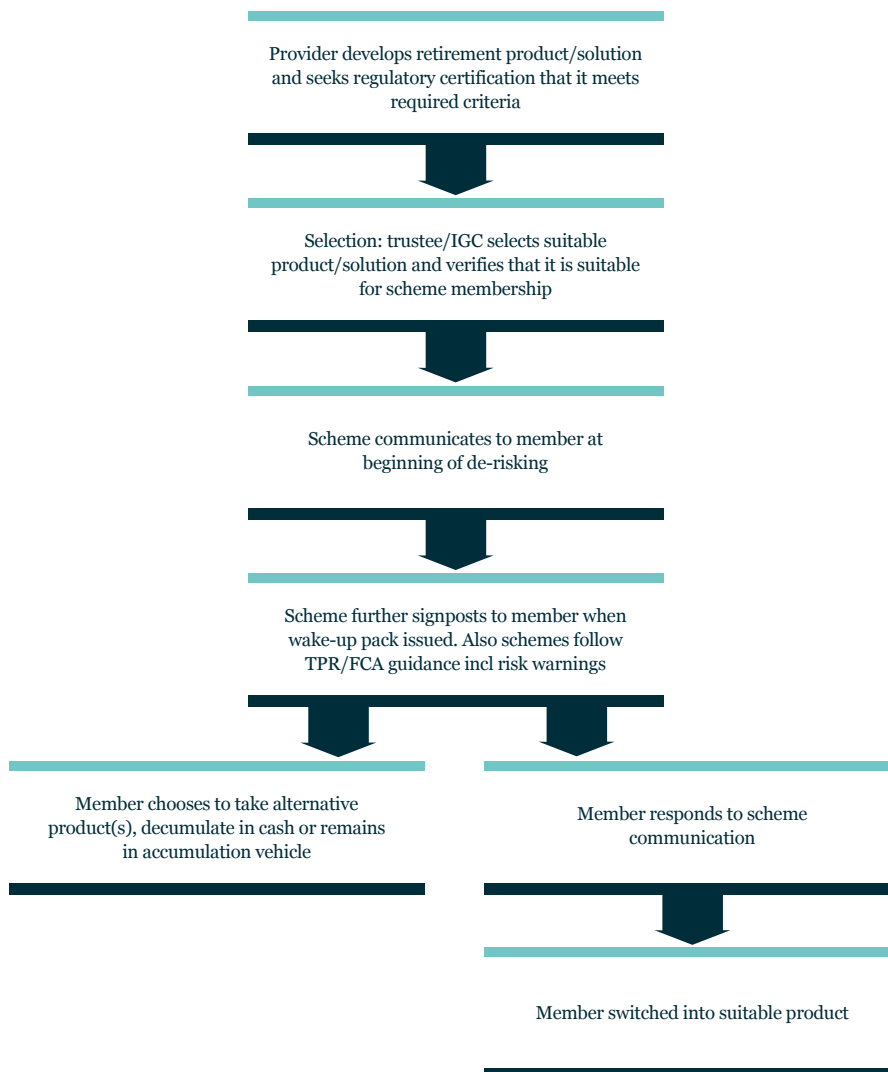 Provider develops retirement product/solution
and seeks regulatory certification that it meets
required criteria
Selection: trustee/IGC selects suitable
product/solution and verifies that it is suitable
for scheme membership
Scheme communicates to member at
beginning of de-risking
Scheme further signposts to member when
wake-up pack issued. Also schemes follow
TPR/FCA guidance incl risk warnings
Member chooses to take alternative
product(s), decumulate in cash or remains
in accumulation vehicle
Member responds to scheme
communication
Member switched into suitable product